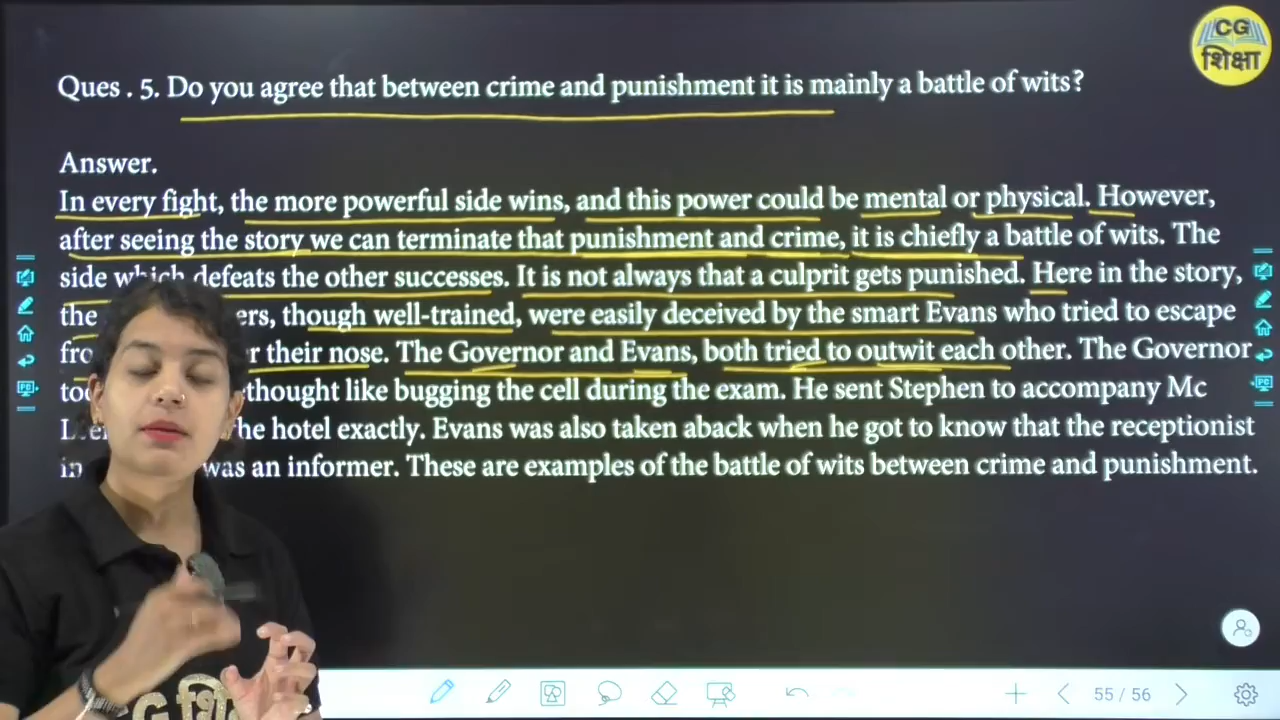 CG
शिक्षा
Ques . 5. Do you agree that between crime and punishment it is mainly a battle of wits?
Answer.
In every fight, the more powerful side wins, and this power could be mental or physical. However,
after seeing the story we can terminate that punishment and crime, it is chiefly a battle of wits. The
side which defeats the other successes. It is not always that a culprit gets punished. Here in the story,
the ers, though well-trained, were easily deceived by the smart Evans who tried to escape
fro r their nose. The Governor and Evans, both tried to outwit each other. The Governor
thought like bugging the cell during the exam. He sent Stephen to accompany Mc
he hotel exactly. Evans was also taken aback when he got to know that the receptionist
was an informer. These are examples of the battle of wits between crime and punishment.
55 / 56